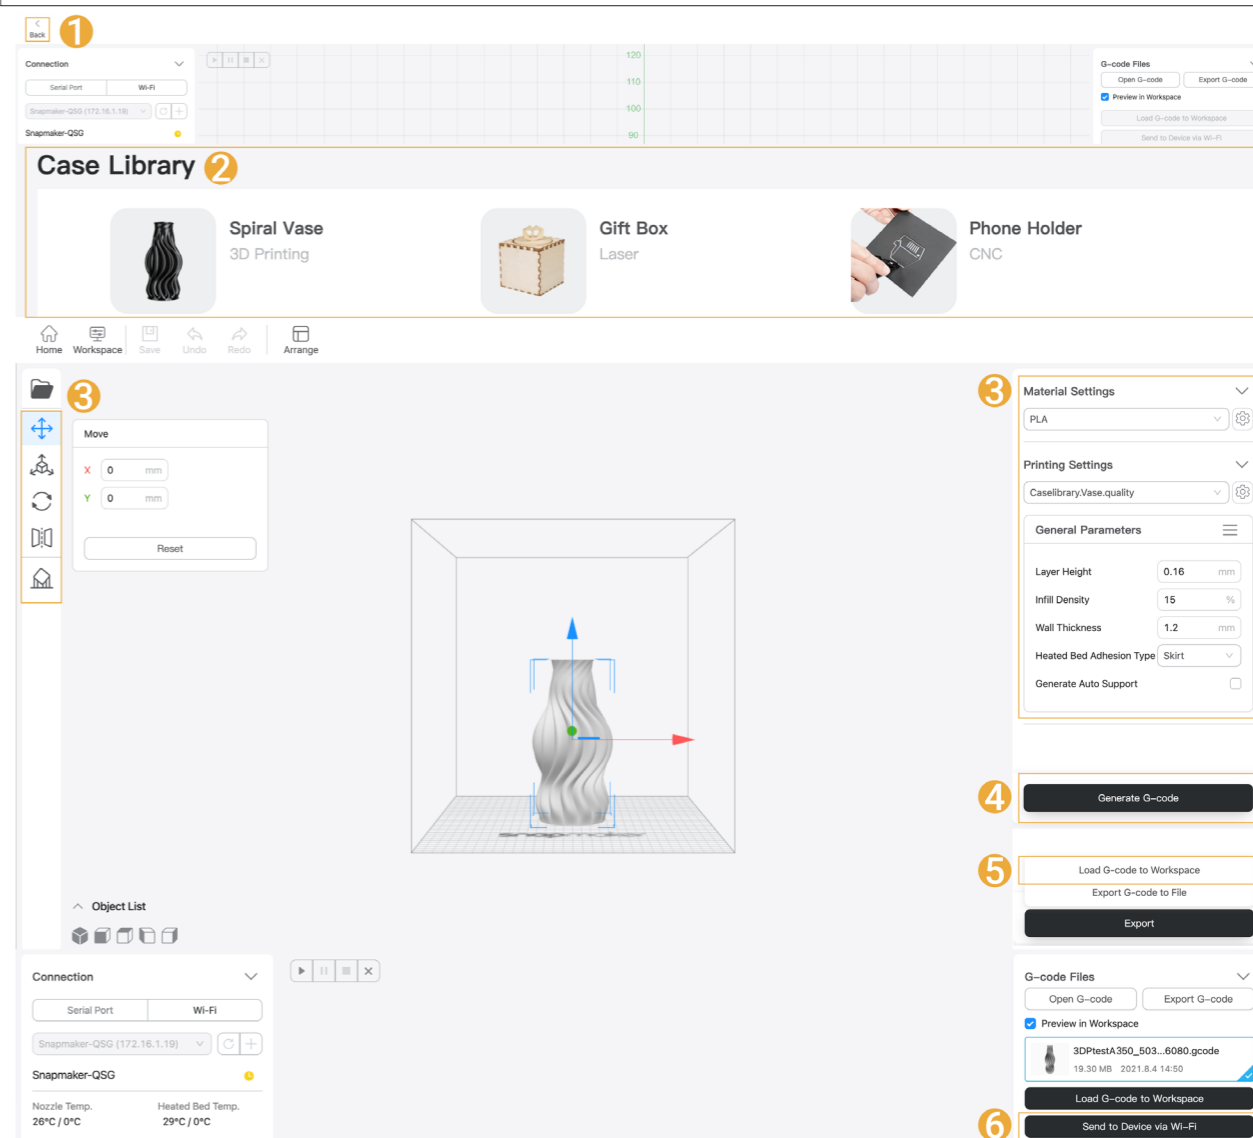 Back
1
Connection
Serial Port Wi-Fi
Snapmaker-QSG (172.16.1.19)
Snapmaker-QSG
120
110
100
90
G-code Files
Open G-code Export G-code
Preview in Workspace
Load G-code to Workspace
Send to Device via Wi-Fi
Case Library 2
Spiral Vase
3D Printing
Gift Box
Laser
Phone Holder
CNC
Home Workspace Save Undo Redo Arrange
3
Move
X 0 mm
Y 0 mm
Reset
snapmaker
Object List
3
Material Settings
PLA
Printing Settings
Caselibrary.Vase.quality
General Parameters
Layer Height 0.16 mm
Infill Density 15 %
Wall Thickness 1.2 mm
Heated Bed Adhesion Type Skirt
Generate Auto Support
4 Generate G-code
5 Load G-code to Workspace
Export G-code to File
Export
Connection
Serial Port Wi-Fi
Snapmaker-QSG (172.16.1.19)
Snapmaker-QSG
Nozzle Temp. Heated Bed Temp.
26°C / 0°C 29°C / 0°C
G-code Files
Open G-code Export G-code
Preview in Workspace
3DPtestA350_503...6080.gcode
19.30 MB 2021.8.4 14:50
Load G-code to Workspace
6 Send to Device via Wi-Fi